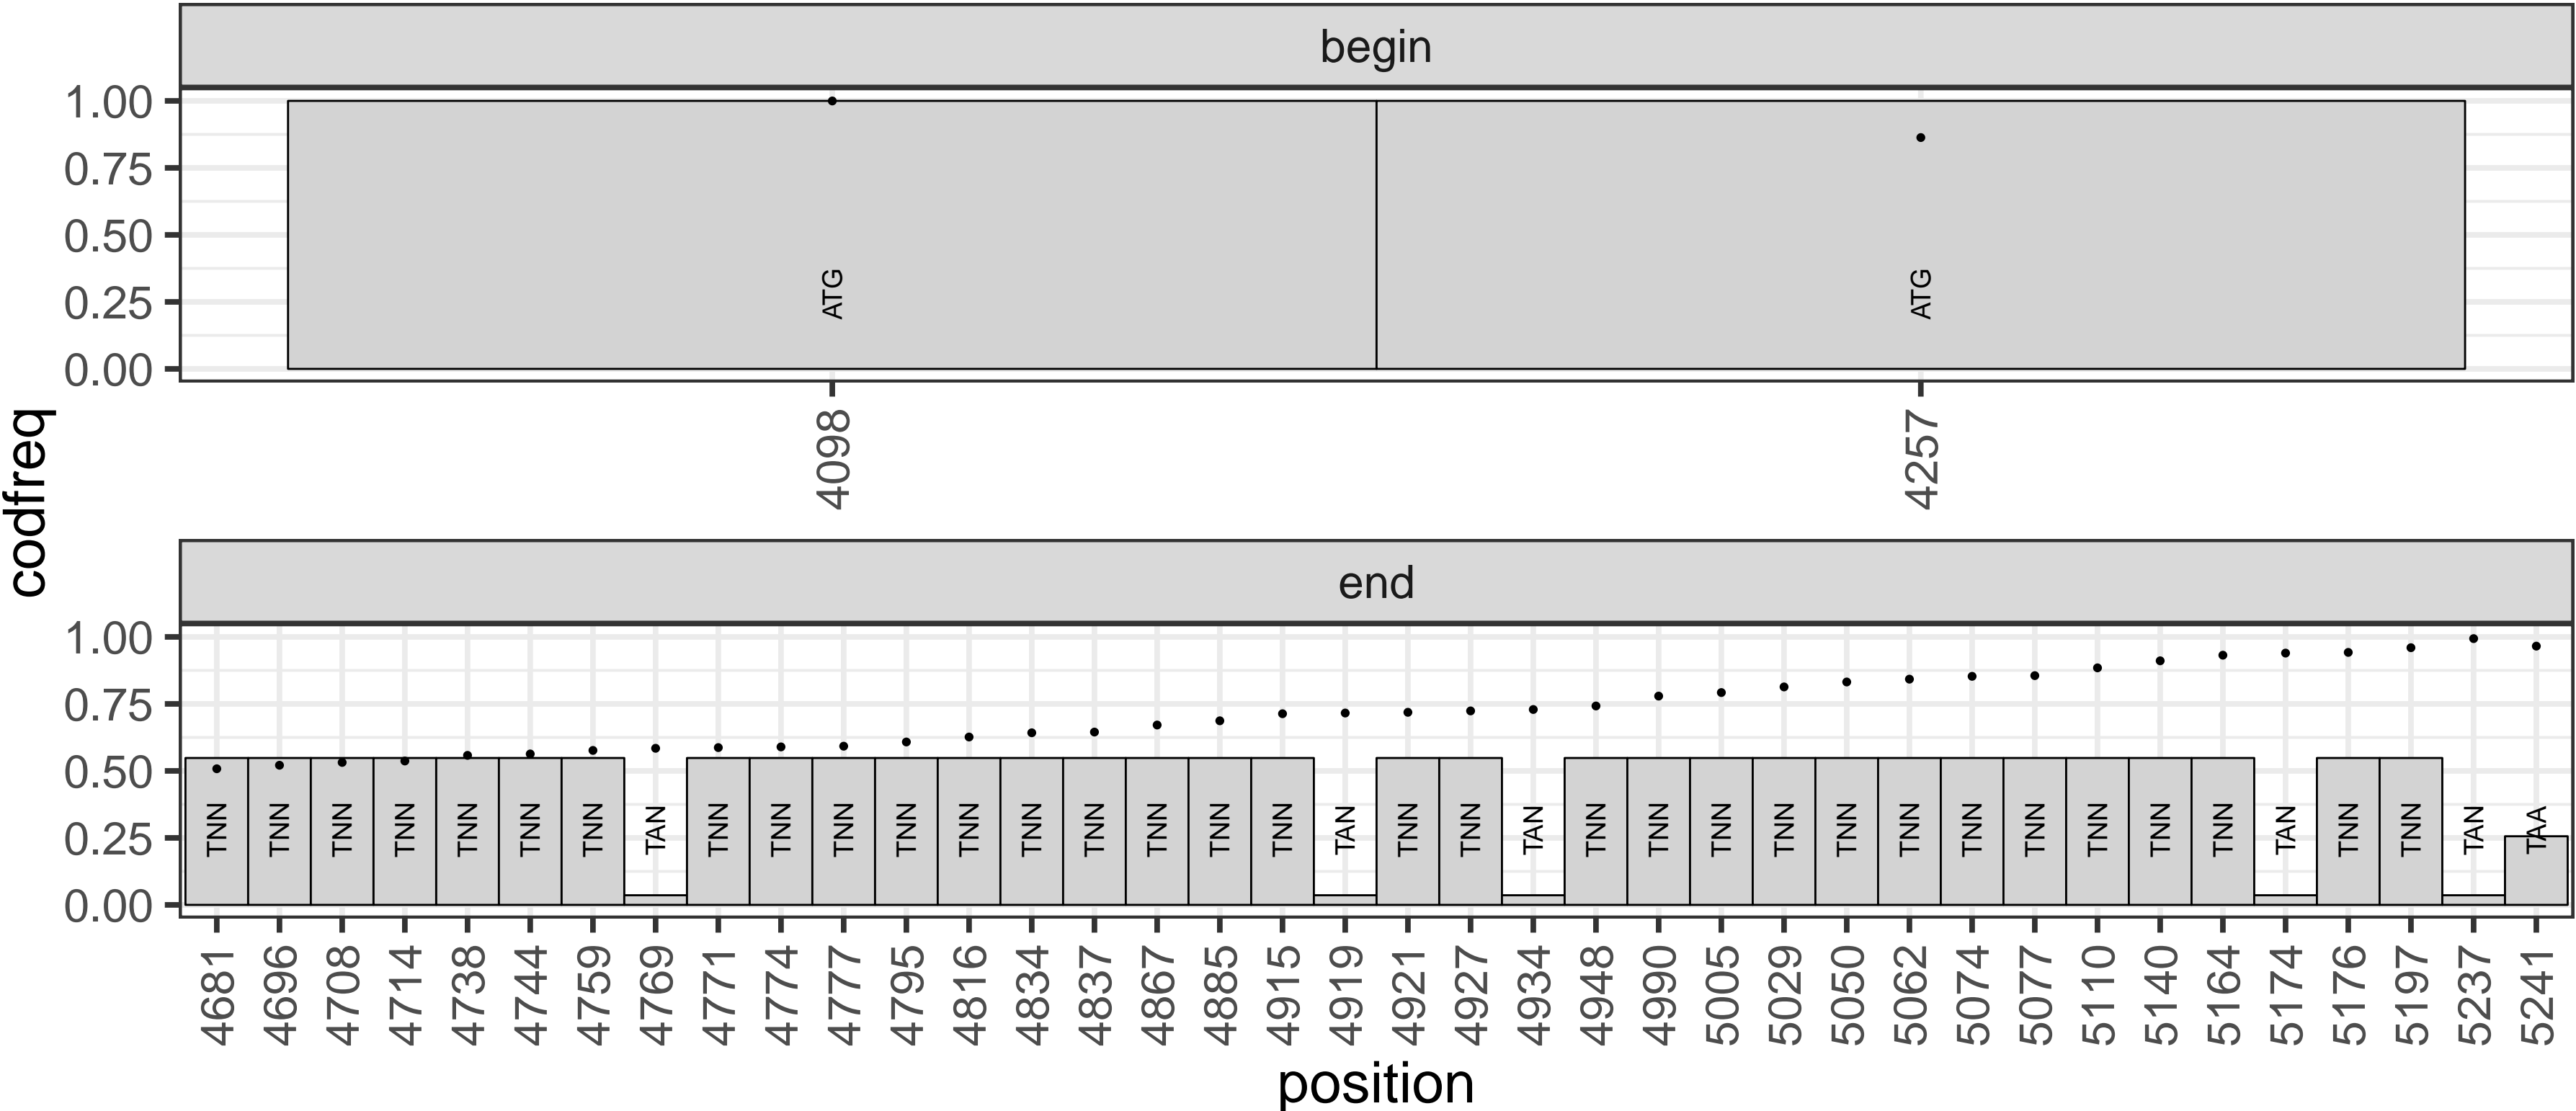 begin
1.00
0.75
0.50
0.25
0.00
ATG ATG
4098 4257
codfreq
end
1.00
0.75
0.50
0.25
0.00
TNN TNN TNN TNN TNN TNN TNN TAN TNN TNN TNN TNN TNN TNN TNN TNN TNN TNN TAN TNN TNN TAN TNN TNN TNN TNN TNN TNN TNN TNN TNN TNN TNN TAN TNN TNN TAN TAA
4681 4696 4708 4714 4738 4744 4759 4769 4771 4774 4777 4795 4816 4834 4837 4867 4885 4915 4919 4921 4927 4934 4948 4990 5005 5029 5050 5062 5074 5077 5110 5140 5164 5174 5176 5197 5237 5241
position